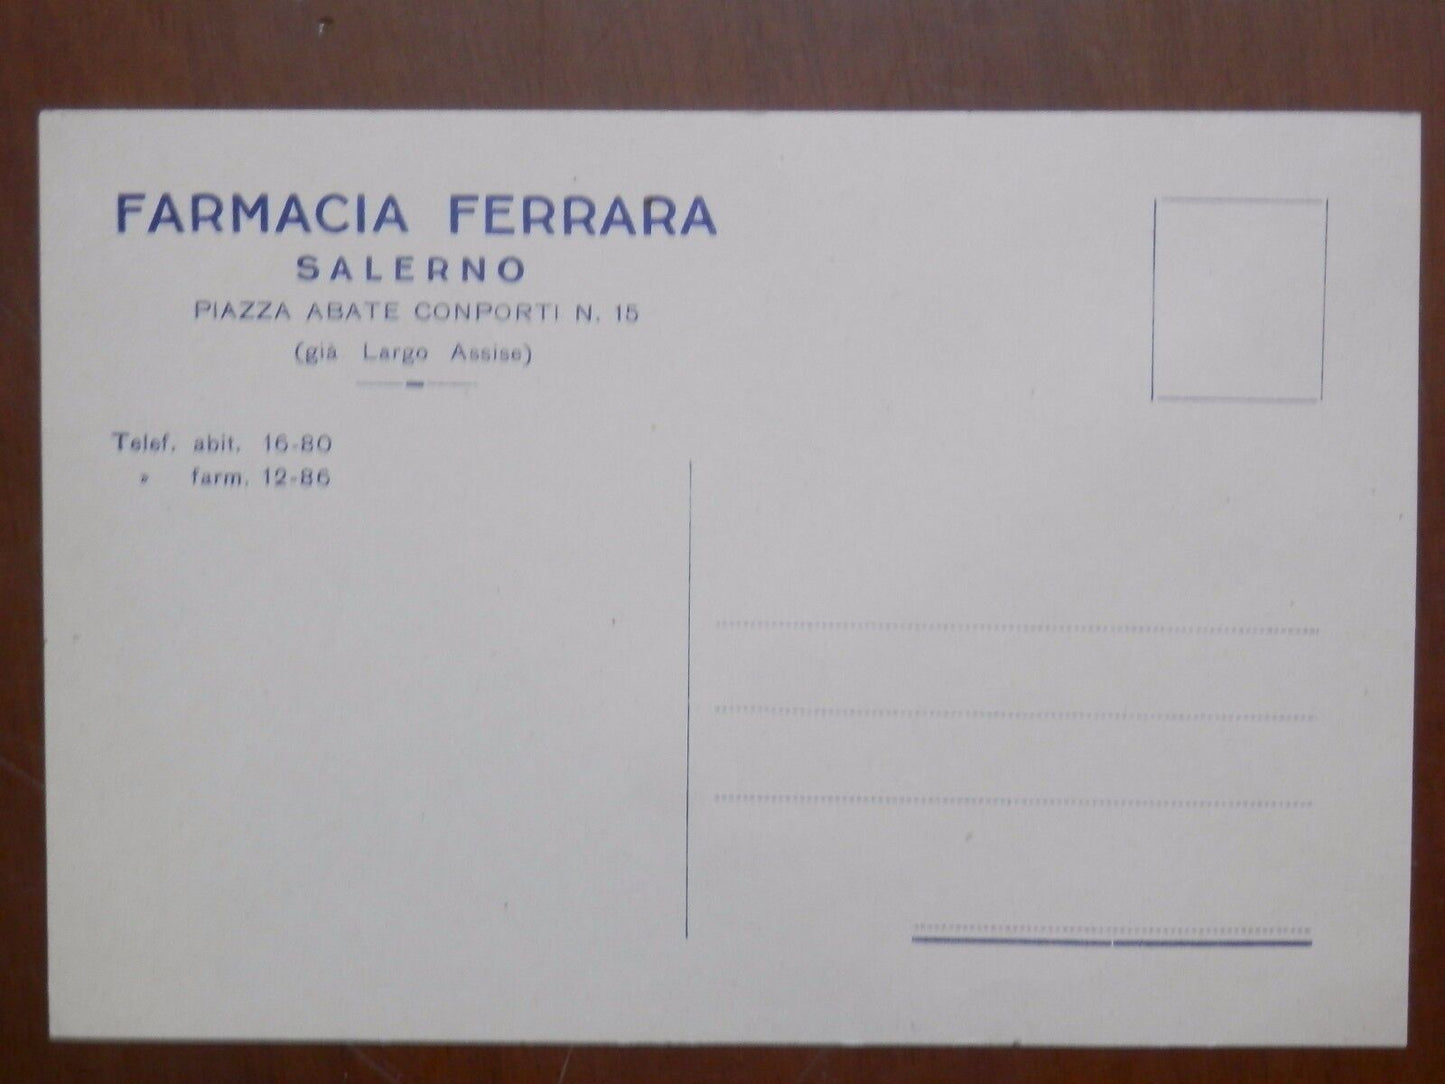 FARMACIA FERRARA
SALERNO
PIAZZA ABATE CONPORTI N. 15
(già Largo Assise)
Telef. abit. 16-80
» farm. 12-86